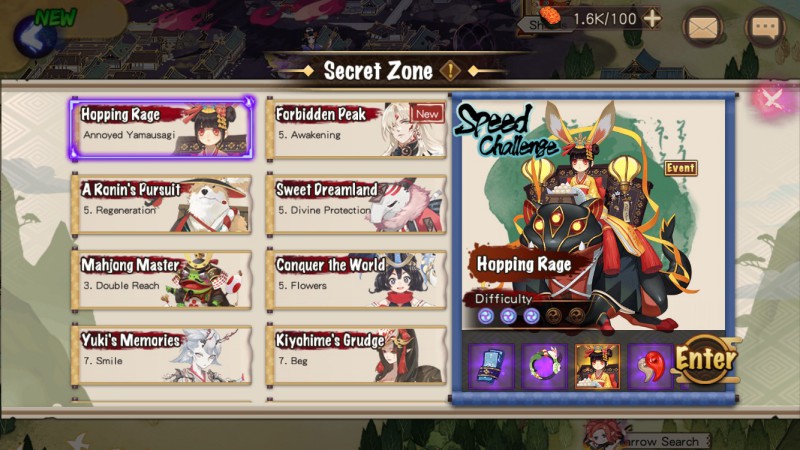 NEW
Sh
1.6K/100
Secret Zone
Hopping Rage
Annoyed Yamausagi
Forbidden Peak
New
5. Awakening
A Ronin's Pursuit
5. Regeneration
Sweet Dreamland
5. Divine Protection
Mahjong Master
3. Double Reach
Conquer the World
5. Flowers
Yuki's Memories
7. Smile
Kiyohime's Grudge
7. Beg
Speed
Challenge
Event
Hopping Rage
Difficulty
Enter
arrow Search